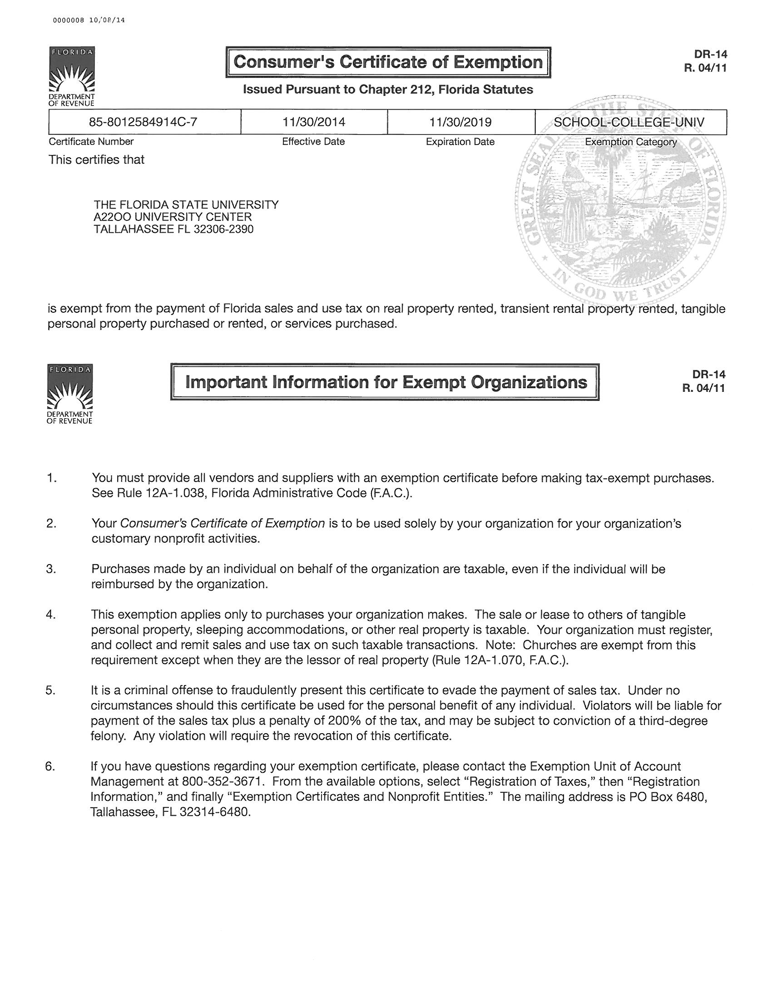 0000008 10/08/14
FLORIDA
DEPARTMENT
OF REVENUE
Consumer's Certificate of Exemption
Issued Pursuant to Chapter 212, Florida Statutes
DR-14
R. 04/11
85-8012584914C-7 11/30/2014 11/30/2019 SCHOOL-COLLEGE-UNIV
Certificate Number Effective Date Expiration Date Exemption Category
This certifies that
GREAT SEAL OF THE STATE OF FLORIDA
IN GOD WE TRUST
THE FLORIDA STATE UNIVERSITY
A22OO UNIVERSITY CENTER
TALLAHASSEE FL 32306-2390
is exempt from the payment of Florida sales and use tax on real property rented, transient rental property rented, tangible
personal property purchased or rented, or services purchased.
FLORIDA
DEPARTMENT
OF REVENUE
Important Information for Exempt Organizations
DR-14
R. 04/11
1. You must provide all vendors and suppliers with an exemption certificate before making tax-exempt purchases.
See Rule 12A-1.038, Florida Administrative Code (F.A.C.).
2. Your Consumer's Certificate of Exemption is to be used solely by your organization for your organization's
customary nonprofit activities.
3. Purchases made by an individual on behalf of the organization are taxable, even if the individual will be
reimbursed by the organization.
4. This exemption applies only to purchases your organization makes. The sale or lease to others of tangible
personal property, sleeping accommodations, or other real property is taxable. Your organization must register,
and collect and remit sales and use tax on such taxable transactions. Note: Churches are exempt from this
requirement except when they are the lessor of real property (Rule 12A-1.070, F.A.C.).
5. It is a criminal offense to fraudulently present this certificate to evade the payment of sales tax. Under no
circumstances should this certificate be used for the personal benefit of any individual. Violators will be liable for
payment of the sales tax plus a penalty of 200% of the tax, and may be subject to conviction of a third-degree
felony. Any violation will require the revocation of this certificate.
6. If you have questions regarding your exemption certificate, please contact the Exemption Unit of Account
Management at 800-352-3671. From the available options, select “Registration of Taxes,” then “Registration
Information,” and finally “Exemption Certificates and Nonprofit Entities.” The mailing address is PO Box 6480,
Tallahassee, FL 32314-6480.